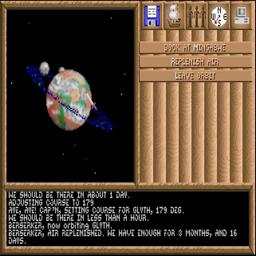 DOCK AT MINGABWE
REPLENISH AIR
LEAVE ORBIT
WE SHOULD BE THERE IN ABOUT 1 DAY.
ADJUSTING COURSE TO 179
AYE, AYE! CAP'N, SETTING COURSE FOR GLYTH, 179 DEG.
WE SHOULD BE THERE IN LESS THAN A HOUR.
BERSERKER, now orbiting GLYTH.
BERSERKER, AIR REPLENISHED. WE HAVE ENOUGH FOR 3 MONTHS, AND 16
DAYS.